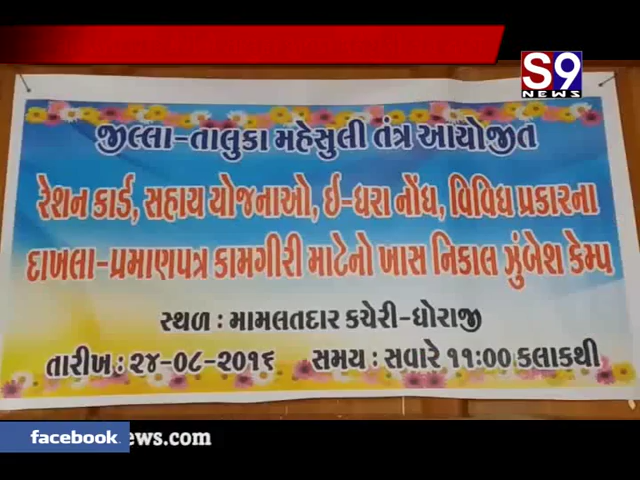 S9
NEWS
જીલ્લા-તાલુકા મહેસુલી તંત્ર આયોજીત
રેશન કાર્ડ, સહાય યોજનાઓ, ઈ-ધરા નોંધ, વિવિધ પ્રકારના
દાખલા-પ્રમાણપત્ર કામગીરી માટેનો ખાસ નિકાલ ઝુંબેશ કેમ્પ
સ્થળ : મામલતદાર કચેરી-ધોરાજી
તારીખ : ૨૪-૦૮-૨૦૧૬ સમય : સવારે ૧૧:૦૦ કલાકથી
facebook news.com